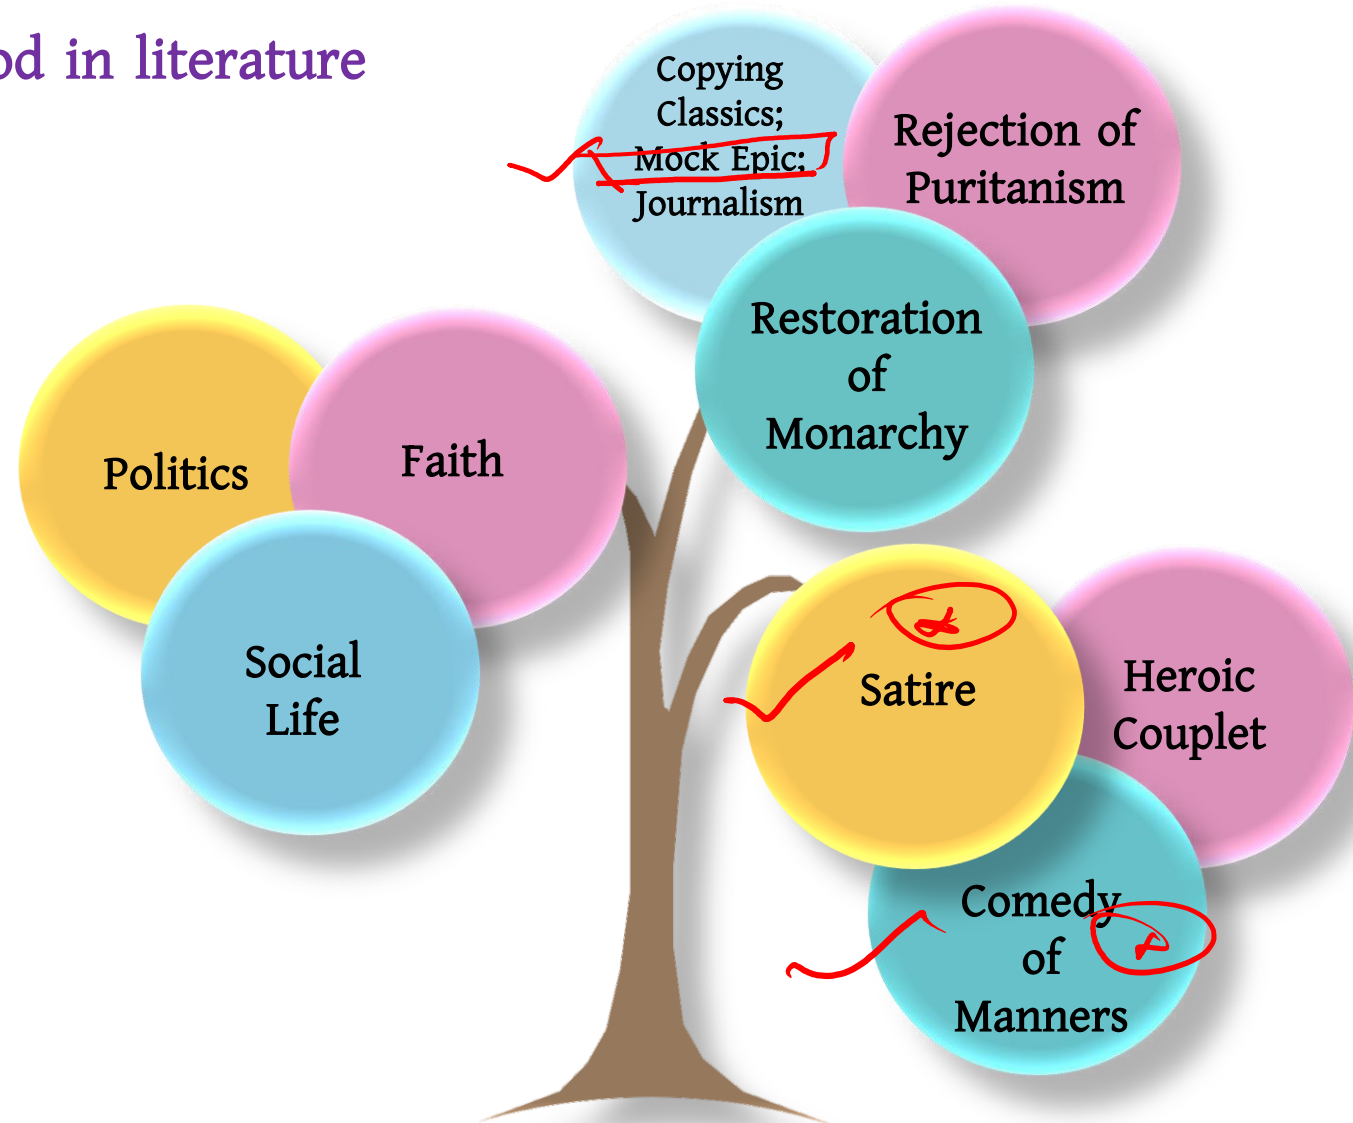 od in literature
Copying
Classics;
Mock Epic;
Journalism
Rejection of
Puritanism
Restoration
of
Monarchy
Politics
Faith
Social
Life
Satire
Heroic
Couplet
Comedy
of
Manners